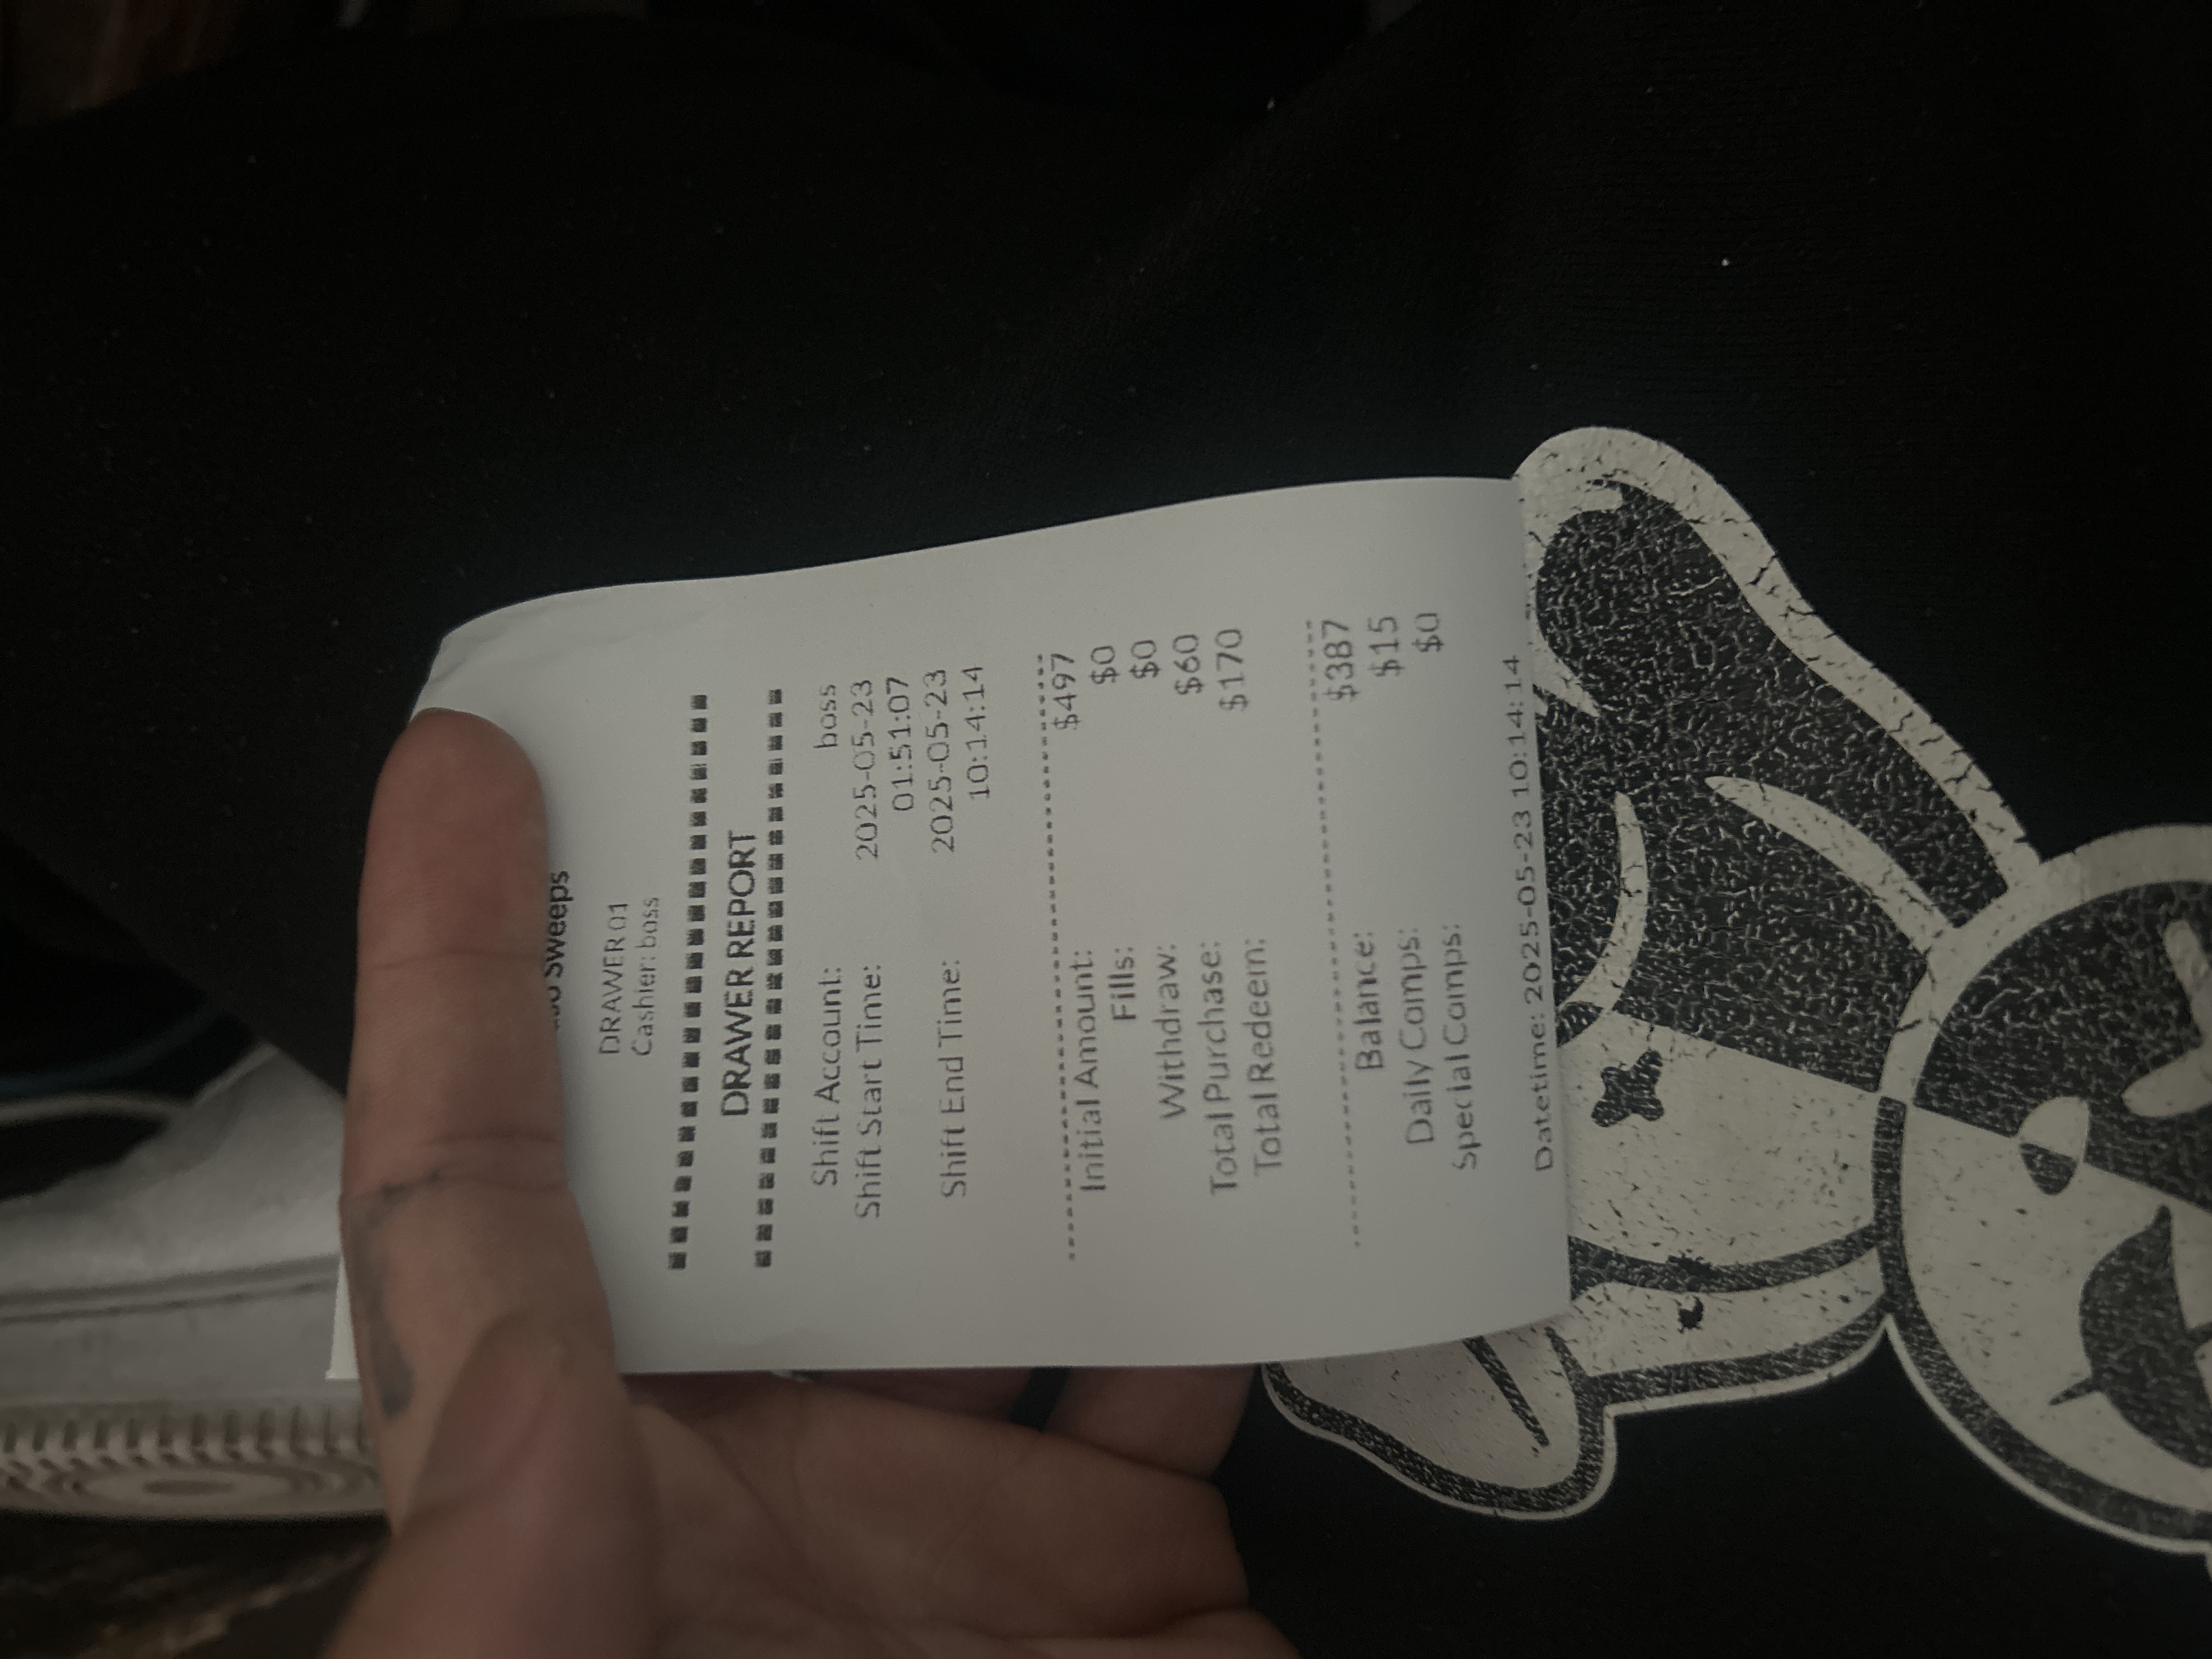 Sweeps
DRAWER01
Cashier: boss
DRAWER REPORT
Shift Account: boss
Shift Start Time: 2025-05-23
01:51:07
Shift End Time: 2025-05-23
10:14:14
Initial Amount: $497
Fills: $0
Withdraw: $0
Total Purchase: $60
Total Redeem: $170
Balance: $387
Daily Comps: $15
Special Comps: $0
Datetime: 2025-05-23 10:14:14